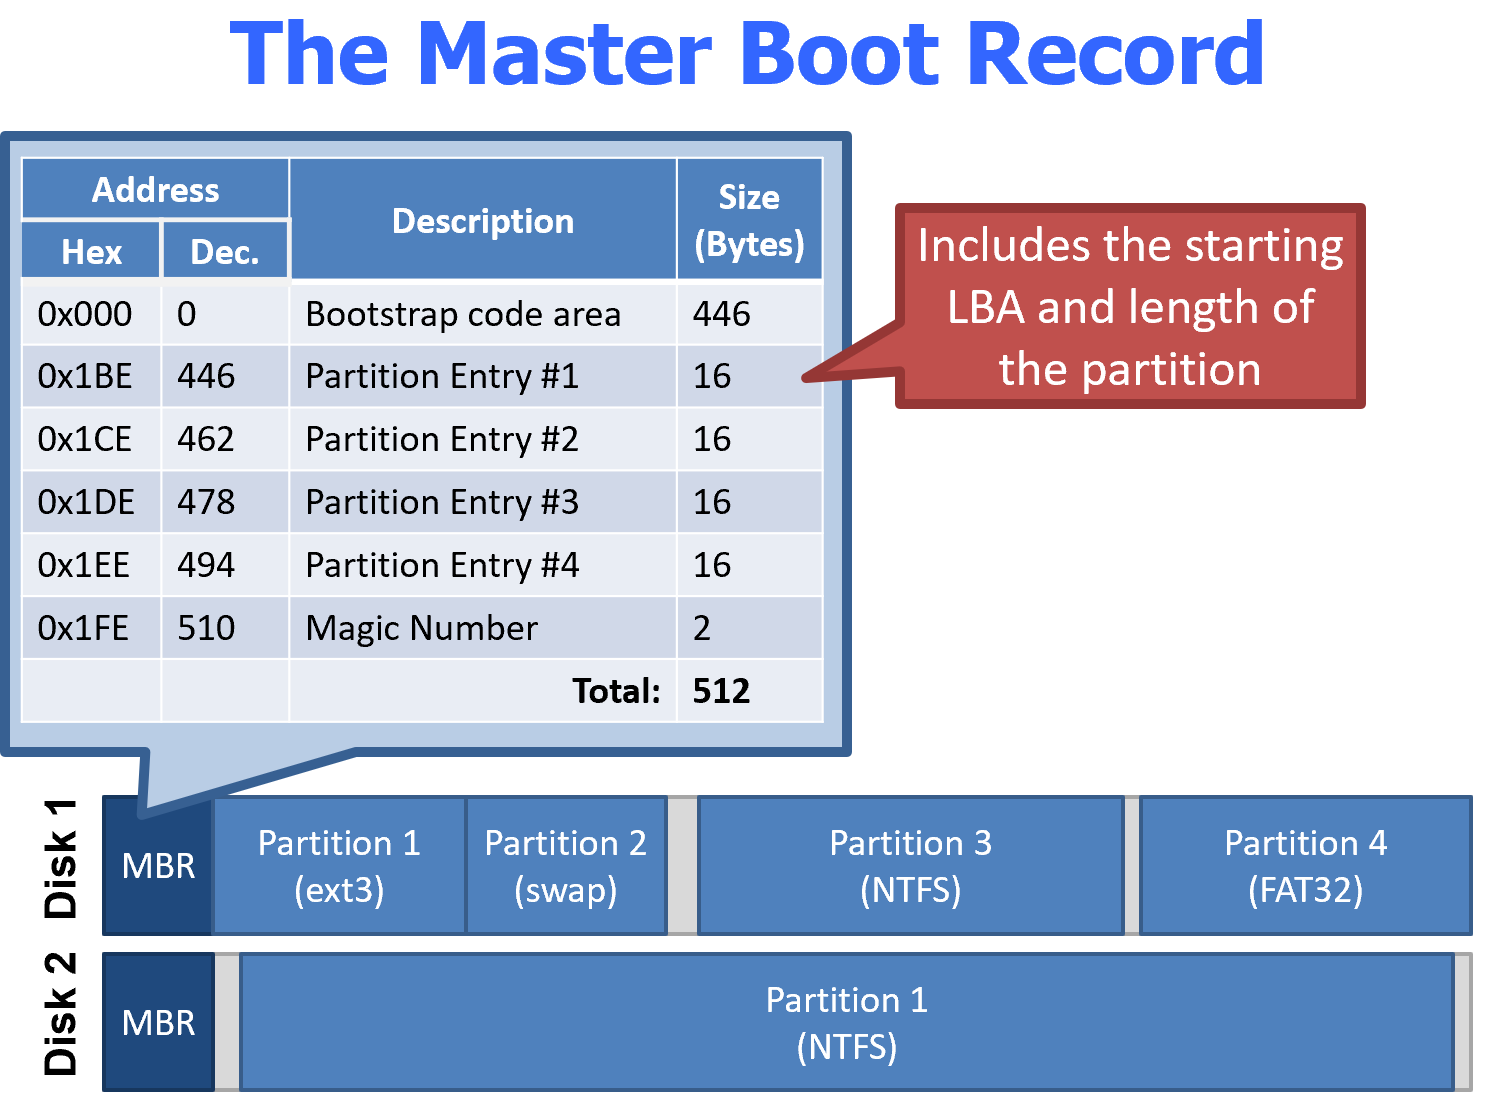 The Master Boot Record
Address Description Size (Bytes)
Hex Dec.
0x000 0 Bootstrap code area 446
0x1BE 446 Partition Entry #1 16
0x1CE 462 Partition Entry #2 16
0x1DE 478 Partition Entry #3 16
0x1EE 494 Partition Entry #4 16
0x1FE 510 Magic Number 2
Total: 512
Includes the starting
LBA and length of
the partition
Disk 1
MBR
Partition 1
(ext3)
Partition 2
(swap)
Partition 3
(NTFS)
Partition 4
(FAT32)
Disk 2
MBR
Partition 1
(NTFS)